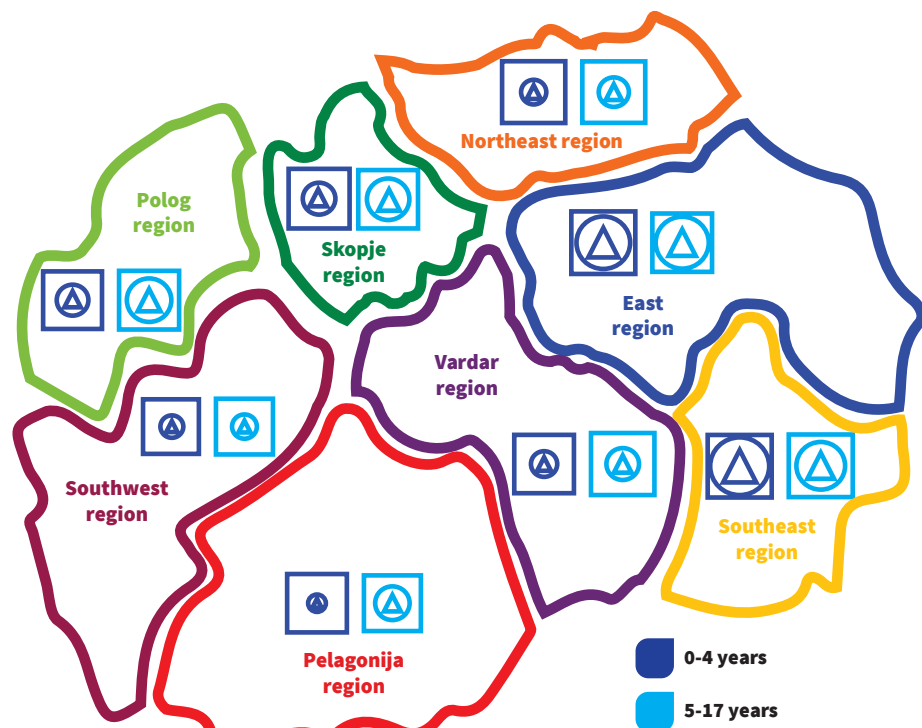 Northeast region
Polog
region
Skopje
region
East
region
Vardar
region
Southwest
region
Southeast
region
Pelagonija
region
0-4 years
5-17 years